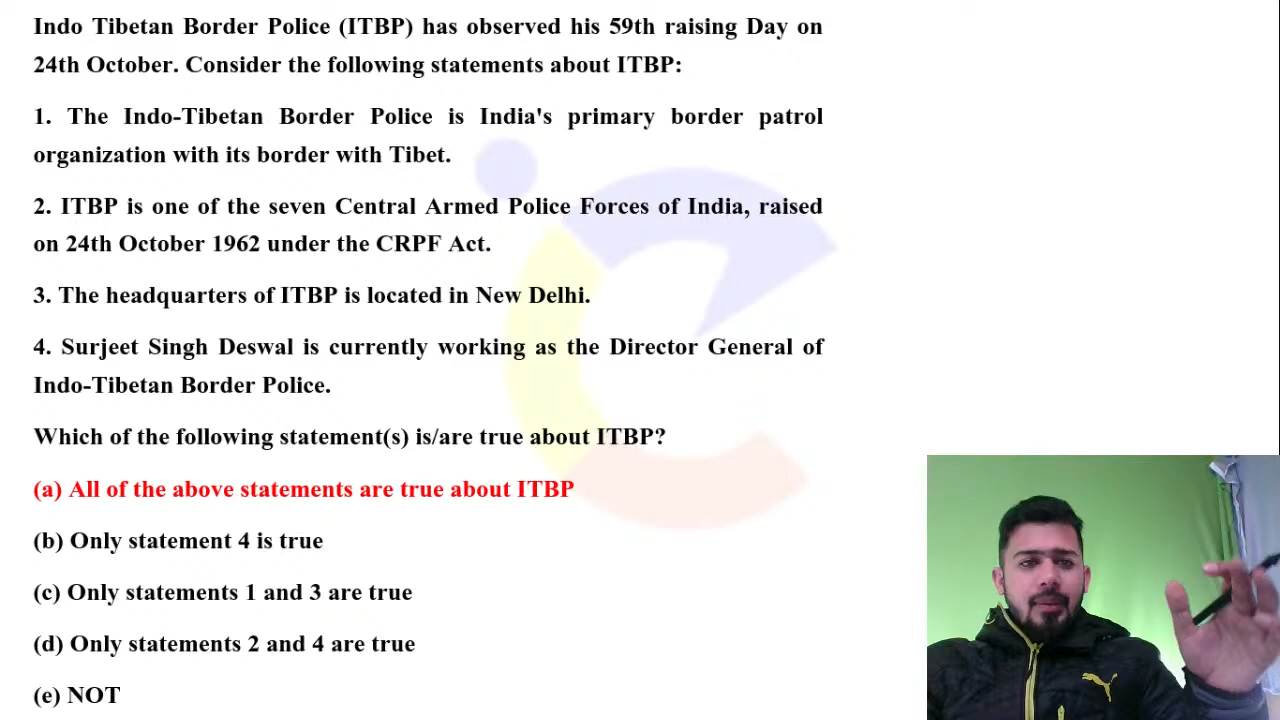 Indo Tibetan Border Police (ITBP) has observed his 59th raising Day on
24th October. Consider the following statements about ITBP:
1. The Indo-Tibetan Border Police is India's primary border patrol
organization with its border with Tibet.
2. ITBP is one of the seven Central Armed Police Forces of India, raised
on 24th October 1962 under the CRPF Act.
3. The headquarters of ITBP is located in New Delhi.
4. Surjeet Singh Deswal is currently working as the Director General of
Indo-Tibetan Border Police.
Which of the following statement(s) is/are true about ITBP?
(a) All of the above statements are true about ITBP
(b) Only statement 4 is true
(c) Only statements 1 and 3 are true
(d) Only statements 2 and 4 are true
(e) NOT